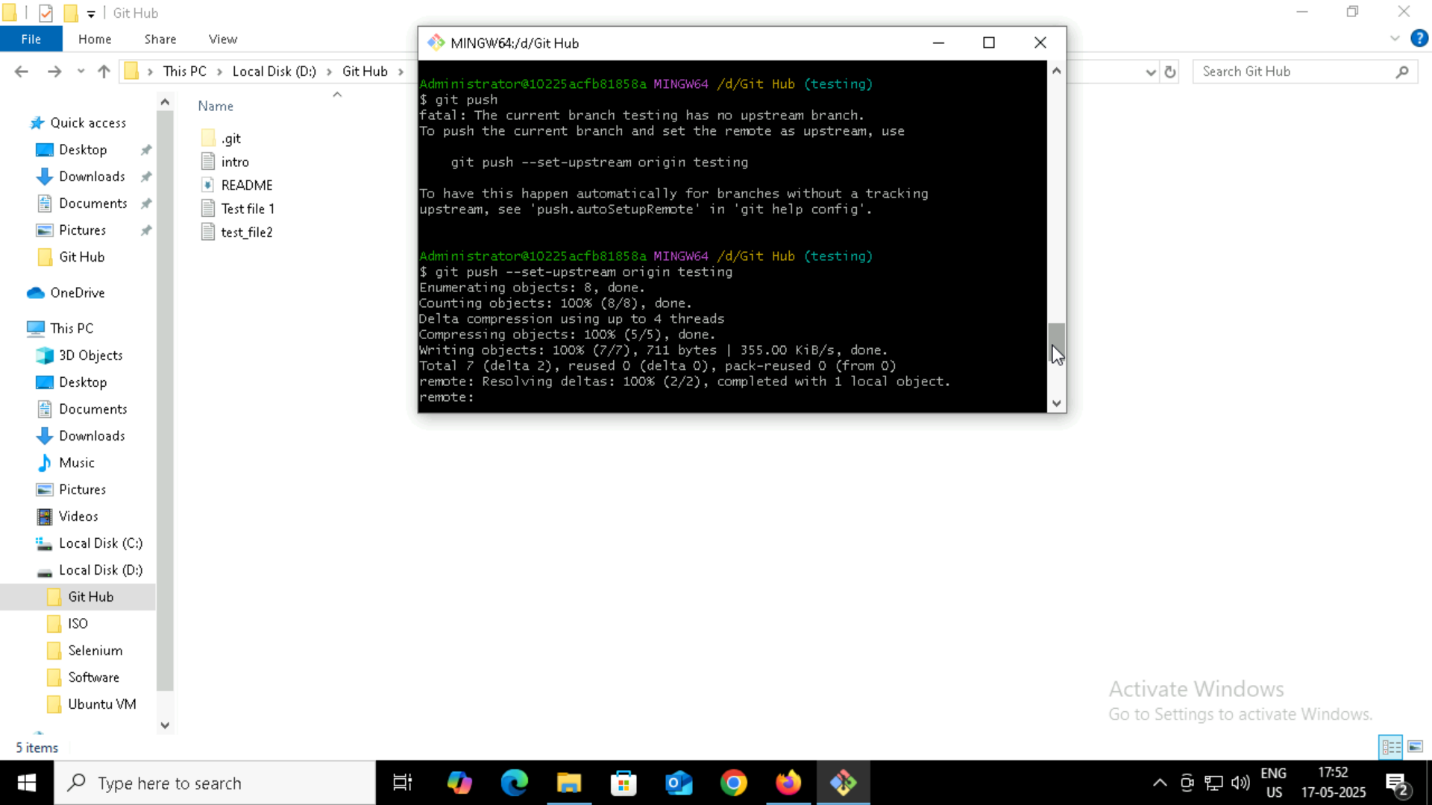 Git Hub
File
Home
Share
View
This PC
Local Disk (D:)
Git Hub
Search Git Hub
Quick access
Desktop
Downloads
Documents
Pictures
Git Hub
OneDrive
This PC
3D Objects
Desktop
Documents
Downloads
Music
Pictures
Videos
Local Disk (C:)
Local Disk (D:)
Git Hub
ISO
Selenium
Software
Ubuntu VM
Name
.git
intro
README
Test file 1
test_file2
MINGW64:/d/Git Hub
Administrator@10225acfb81858a MINGW64 /d/Git Hub (testing)
$ git push
fatal: The current branch testing has no upstream branch.
To push the current branch and set the remote as upstream, use
git push --set-upstream origin testing
To have this happen automatically for branches without a tracking
upstream, see 'push.autoSetupRemote' in 'git help config'.
Administrator@10225acfb81858a MINGW64 /d/Git Hub (testing)
$ git push --set-upstream origin testing
Enumerating objects: 8, done.
Counting objects: 100% (8/8), done.
Delta compression using up to 4 threads
Compressing objects: 100% (5/5), done.
Writing objects: 100% (7/7), 711 bytes | 355.00 KiB/s, done.
Total 7 (delta 2), reused 0 (delta 0), pack-reused 0 (from 0)
remote: Resolving deltas: 100% (2/2), completed with 1 local object.
remote:
Activate Windows
Go to Settings to activate Windows.
5 items
Type here to search
ENG
US
17:52
17-05-2025
2